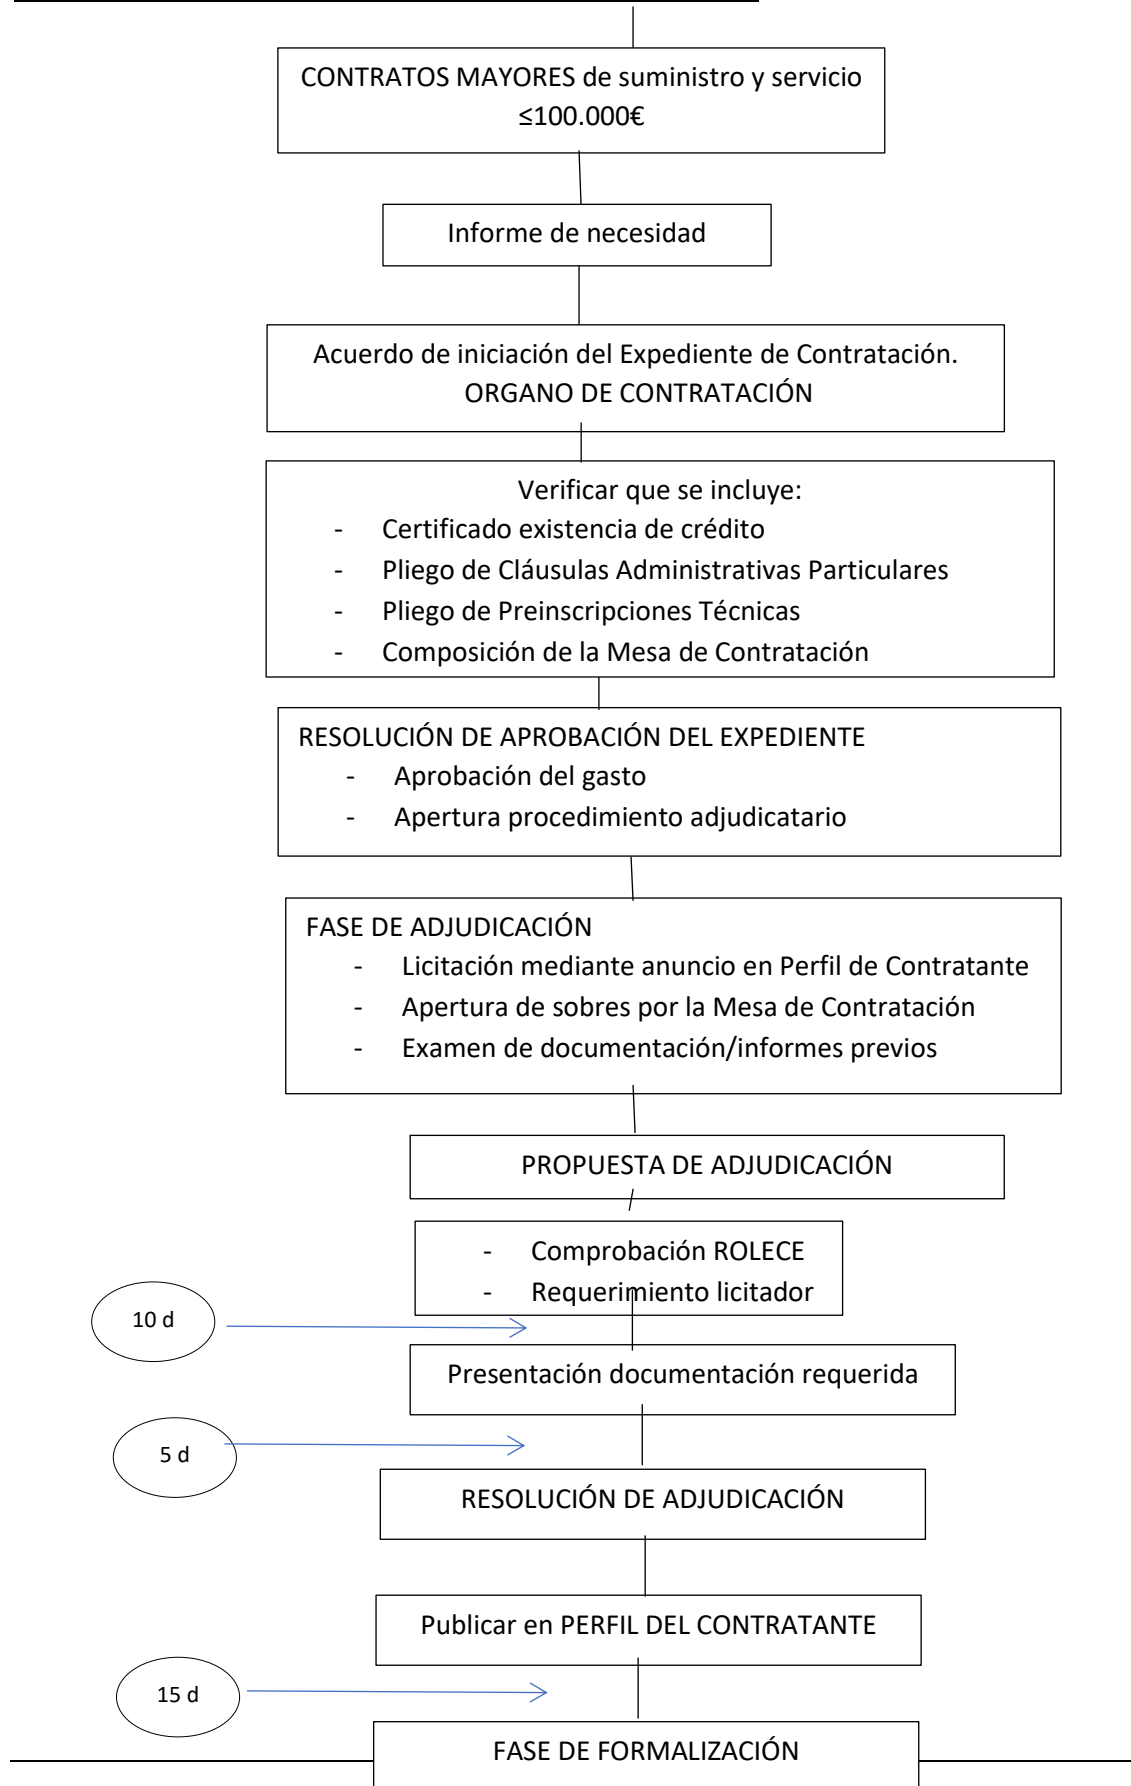 CONTRATOS MAYORES de suministro y servicio
≤100.000€
Informe de necesidad
Acuerdo de iniciación del Expediente de Contratación.
ORGANO DE CONTRATACIÓN
Verificar que se incluye:
- Certificado existencia de crédito
- Pliego de Cláusulas Administrativas Particulares
- Pliego de Preinscripciones Técnicas
- Composición de la Mesa de Contratación
RESOLUCIÓN DE APROBACIÓN DEL EXPEDIENTE
- Aprobación del gasto
- Apertura procedimiento adjudicatario
FASE DE ADJUDICACIÓN
- Licitación mediante anuncio en Perfil de Contratante
- Apertura de sobres por la Mesa de Contratación
- Examen de documentación/informes previos
PROPUESTA DE ADJUDICACIÓN
- Comprobación ROLECE
- Requerimiento licitador
10 d
Presentación documentación requerida
5 d
RESOLUCIÓN DE ADJUDICACIÓN
Publicar en PERFIL DEL CONTRATANTE
15 d
FASE DE FORMALIZACIÓN